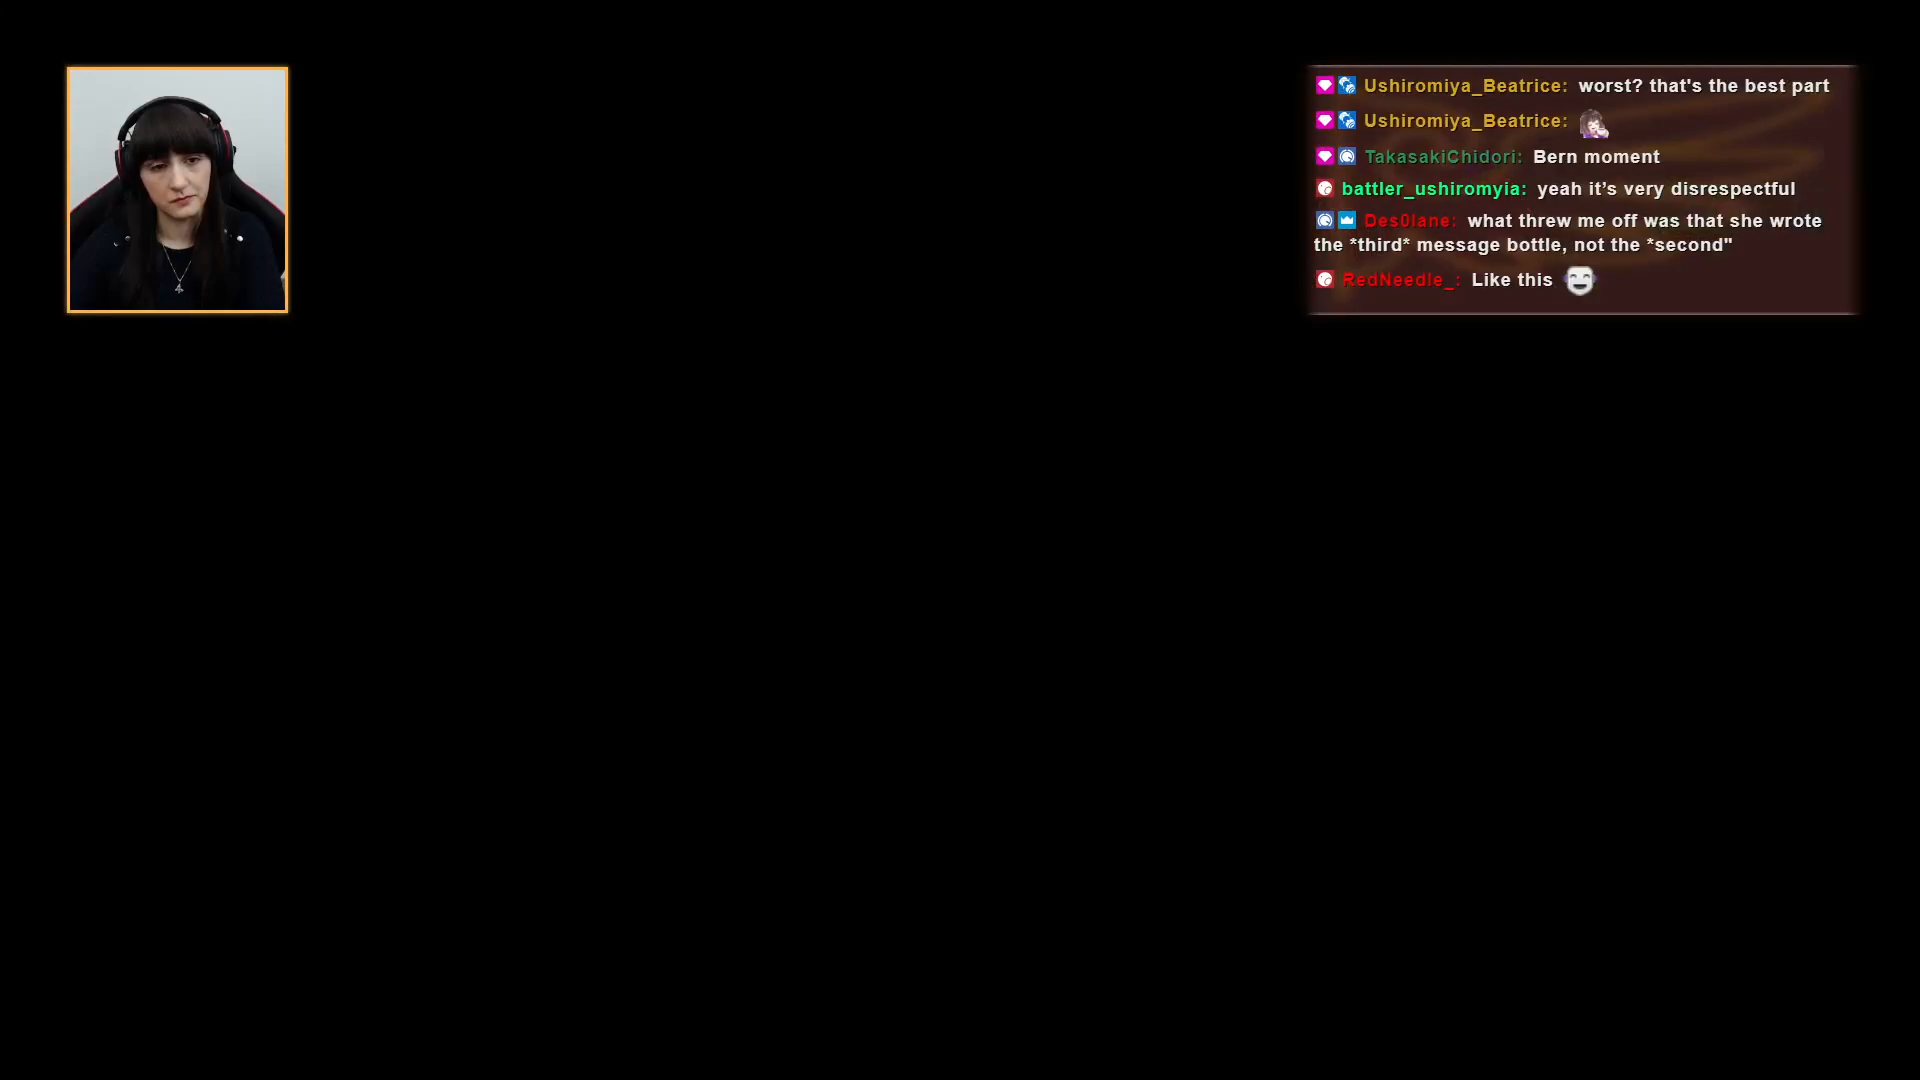 Ushiromiya_Beatrice: worst? that's the best part
Ushiromiya_Beatrice:
TakasakiChidori: Bern moment
battler_ushiromyia: yeah it’s very disrespectful
Des0lane: what threw me off was that she wrote
the *third* message bottle, not the *second"
RedNeedle_: Like this